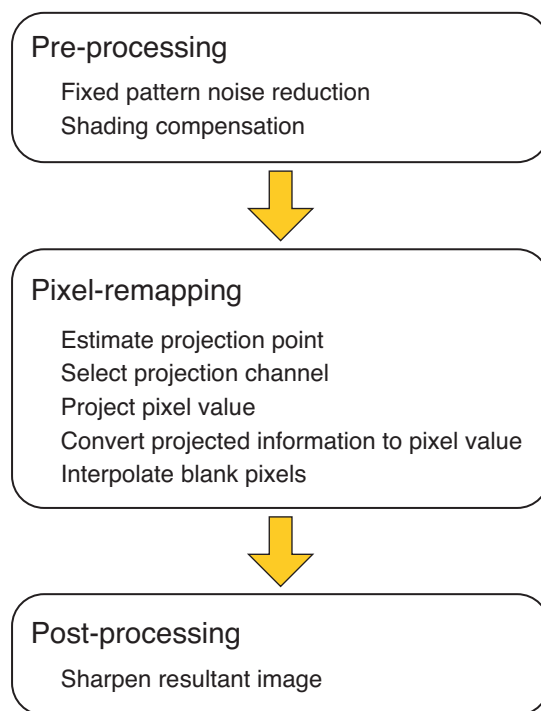 Pre-processing
Fixed pattern noise reduction
Shading compensation
Pixel-remapping
Estimate projection point
Select projection channel
Project pixel value
Convert projected information to pixel value
Interpolate blank pixels
Post-processing
Sharpen resultant image